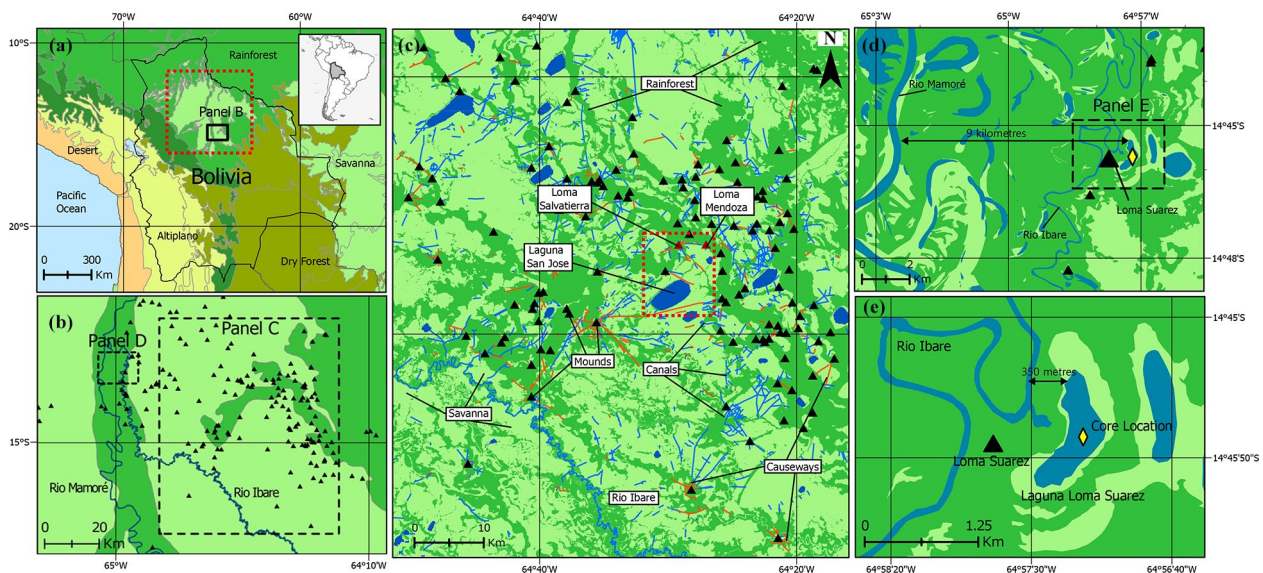 70°W
60°W
(a)
10°S
Rainforest
Panel B
Desert
Bolivia
Savanna
Pacific
Ocean
20°S
Altiplano
Dry Forest
0
300
Km
(b)
Panel C
Panel D
15°S
Rio Mamoré
Rio Ibare
0
20
Km
65°W
64°10'W
64°40'W
64°20'W
(c)
N
Rainforest
Loma
Salvatierra
Loma
Mendoza
Laguna
San Jose
Mounds
Canals
Savanna
Causeways
Rio Ibare
0
10
Km
64°40'W
64°20'W
65°3'W
65°W
64°57'W
(d)
Rio Mamoré
Panel E
14°45'S
9 kilometres
Loma Suarez
Rio Ibare
14°48'S
0
2
Km
(e)
14°45'S
Rio Ibare
350 metres
Core Location
Loma Suarez
14°45'50"S
Laguna Loma Suarez
0
1.25
Km
64°58'20"W
64°57'30"W
64°56'40"W